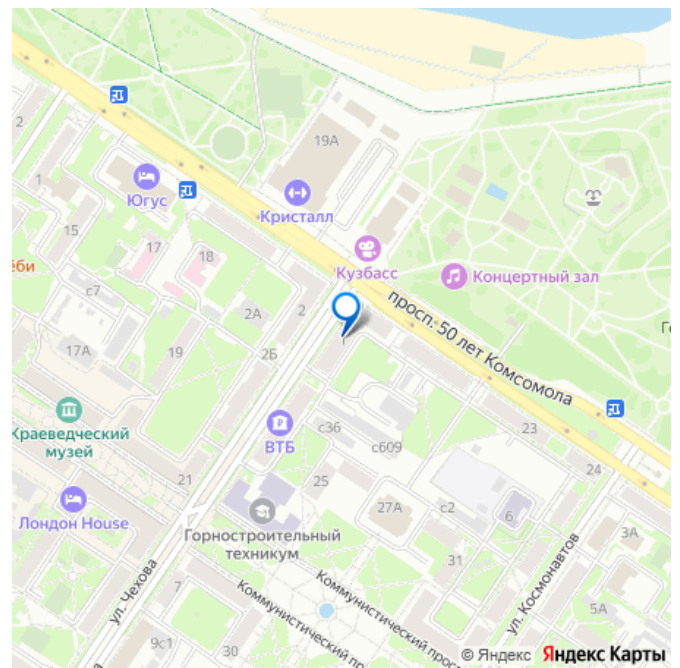 2
19А
1
Югус
Кристалл
15
17
18
Кузбасс
Концертный зал
ёби
с7
просп. 50 лет Комсомола
2
2А
17А
19
2Б
Краеведческий
музей
ВТБ
с36
с609
23
21
25
24
Лондон House
27А
с2
6
3А
Горностроительный
техникум
31
ул. Чехова
7
Коммунистический просп
Коммунистический пр
ул. Космонавтов
5А
9с1
30
© Яндекс Яндекс Карты